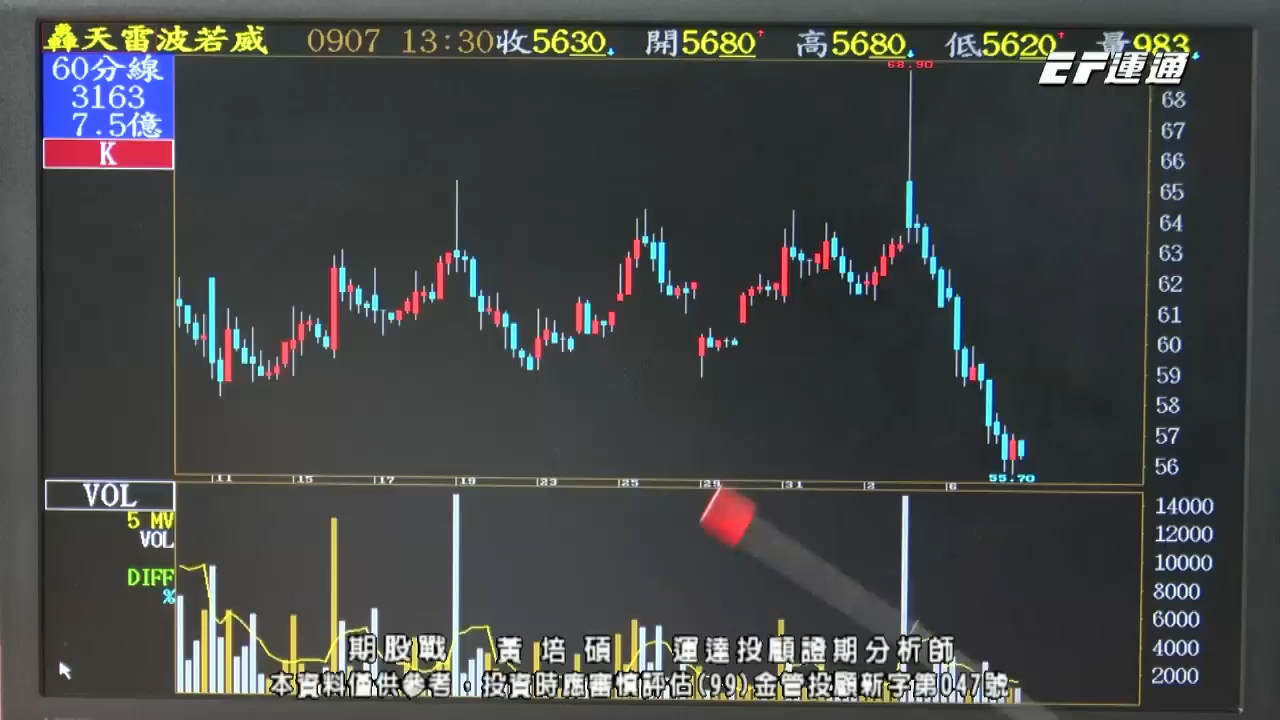 轟天雷波若威 0907 13:30收5630 開5680 高5680 低5620 量983
EF運通
60分線
3163
7.5億
K
68.90
68
67
66
65
64
63
62
61
60
59
58
57
56
55.70
11 15 17 19 23 25 29 31 2 6
VOL
5 MV
VOL
DIFF
%
14000
12000
10000
8000
6000
4000
2000
期股戰 黃培碩 運達投顧證期分析師
本資料僅供參考，投資時應審慎評估(99)金管投顧新字第047號